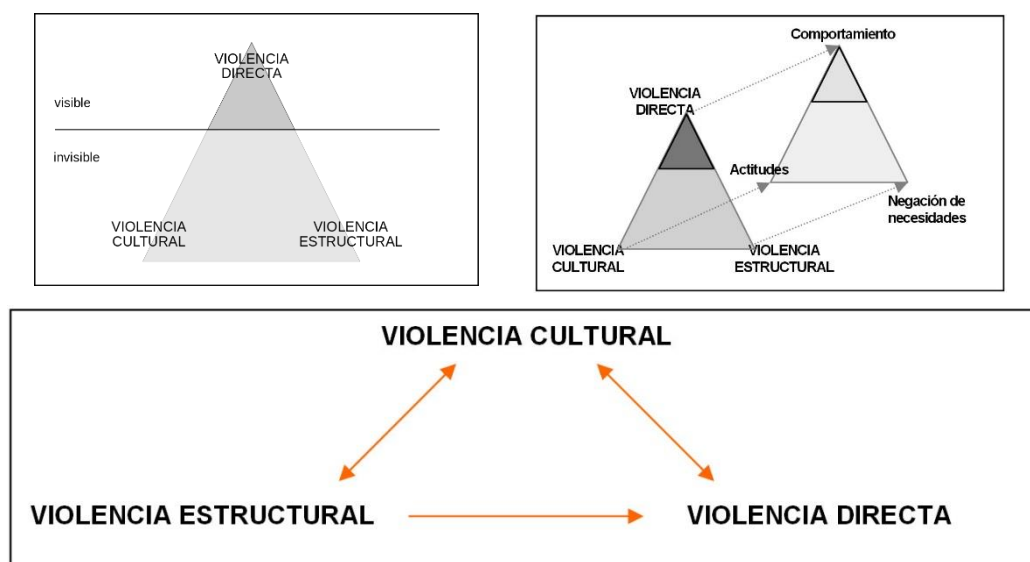 VIOLENCIA
DIRECTA
visible
invisible
VIOLENCIA
CULTURAL
VIOLENCIA
ESTRUCTURAL
Comportamiento
VIOLENCIA
DIRECTA
Actitudes
Negación de
necesidades
VIOLENCIA
CULTURAL
VIOLENCIA
ESTRUCTURAL
VIOLENCIA CULTURAL
VIOLENCIA ESTRUCTURAL
VIOLENCIA DIRECTA